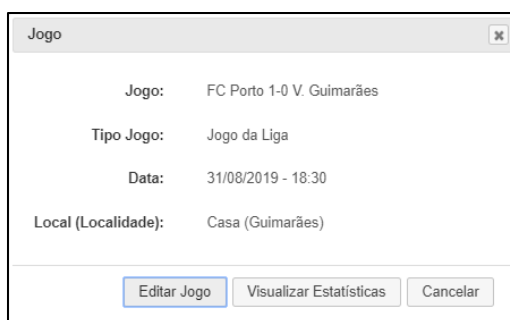 Jogo
Jogo: FC Porto 1-0 V. Guimarães
Tipo Jogo: Jogo da Liga
Data: 31/08/2019 - 18:30
Local (Localidade): Casa (Guimarães)
Editar Jogo Visualizar Estatísticas Cancelar